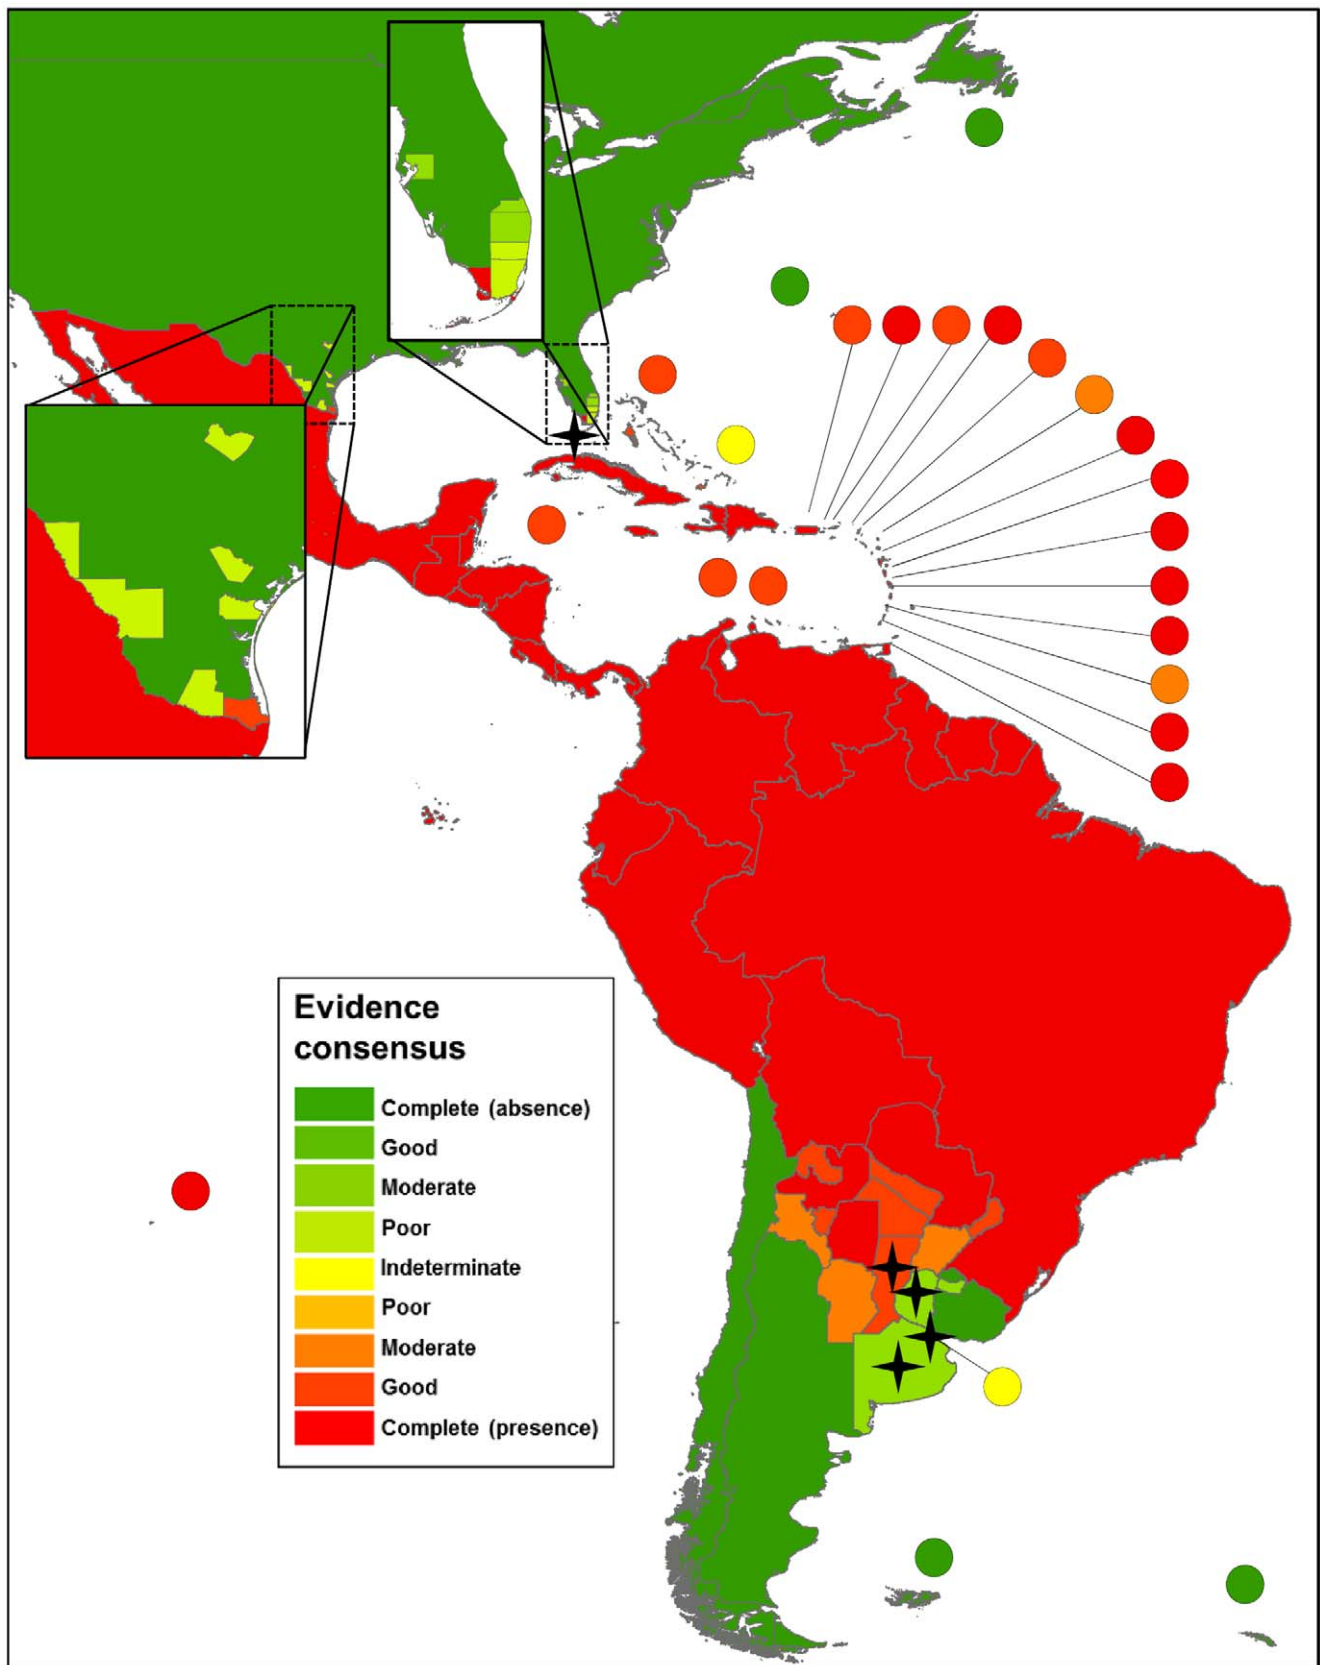 Evidence
consensus
Complete (absence)
Good
Moderate
Poor
Indeterminate
Poor
Moderate
Good
Complete (presence)